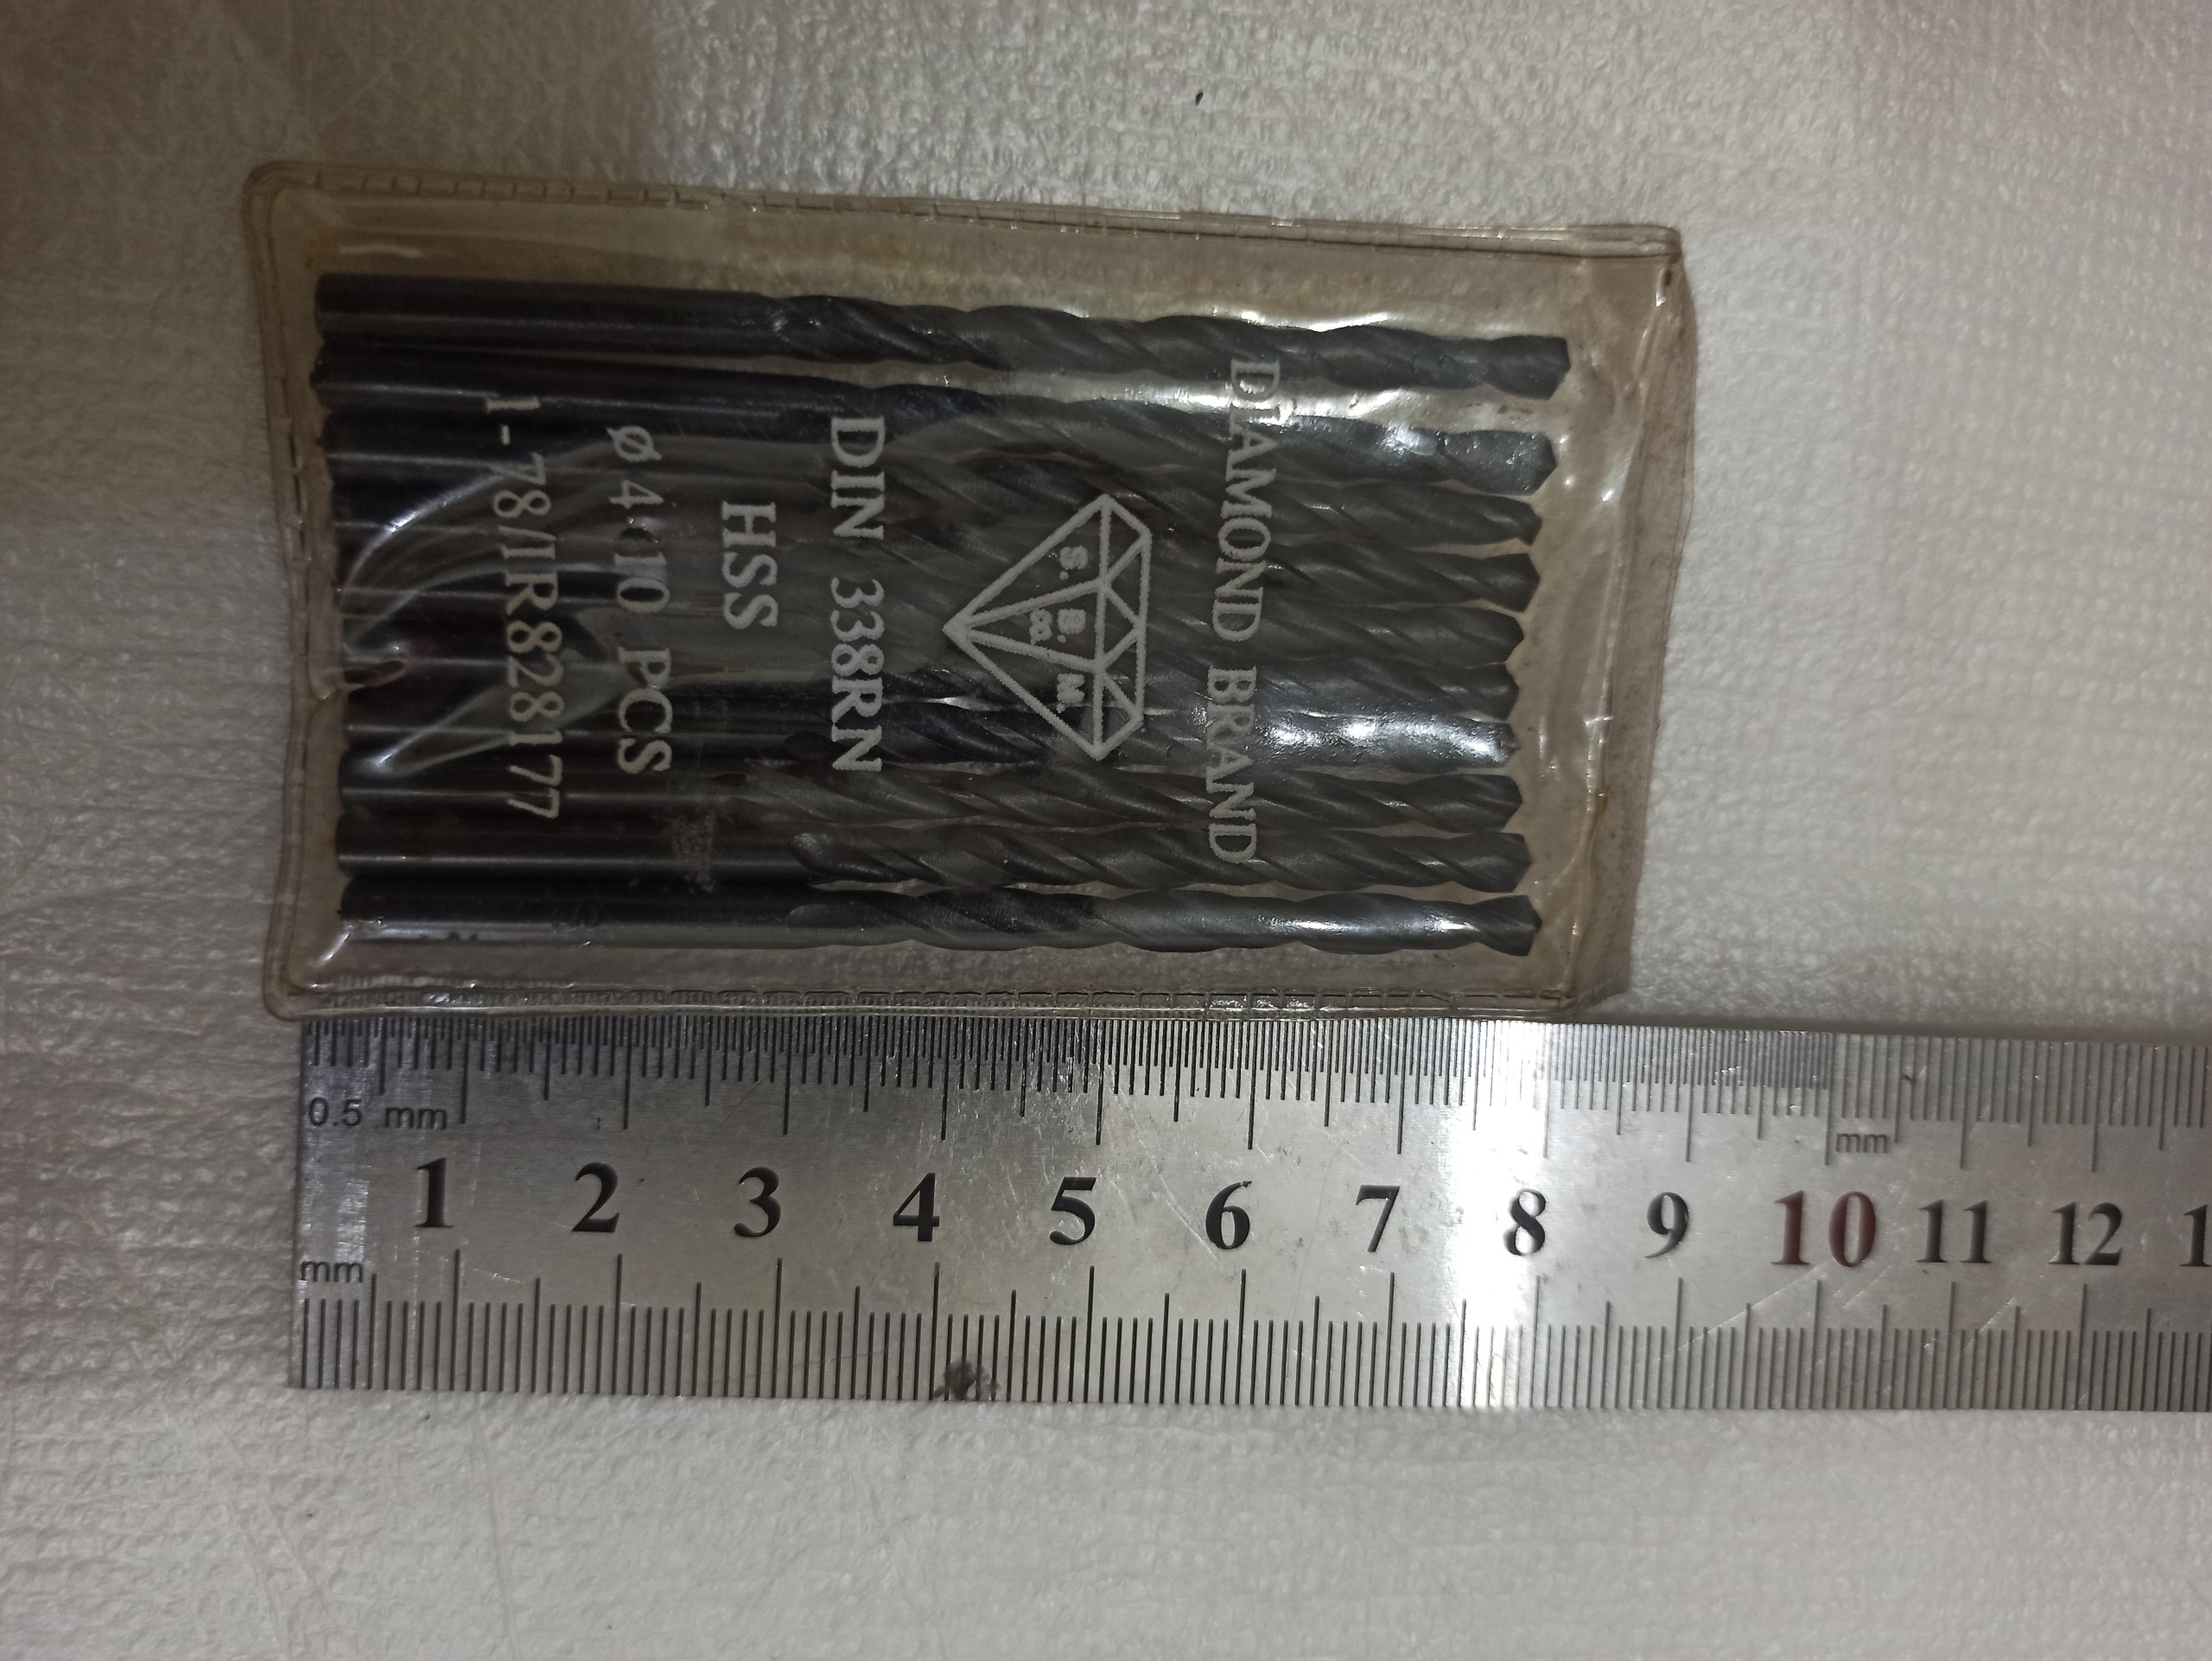 DIAMOND BRAND
S. B. M.
DIN 338RN
HSS
Ø 4 10 PCS
1-78/IR828177
0.5 mm
mm
1 2 3 4 5 6 7 8 9 10 11 12 1
mm